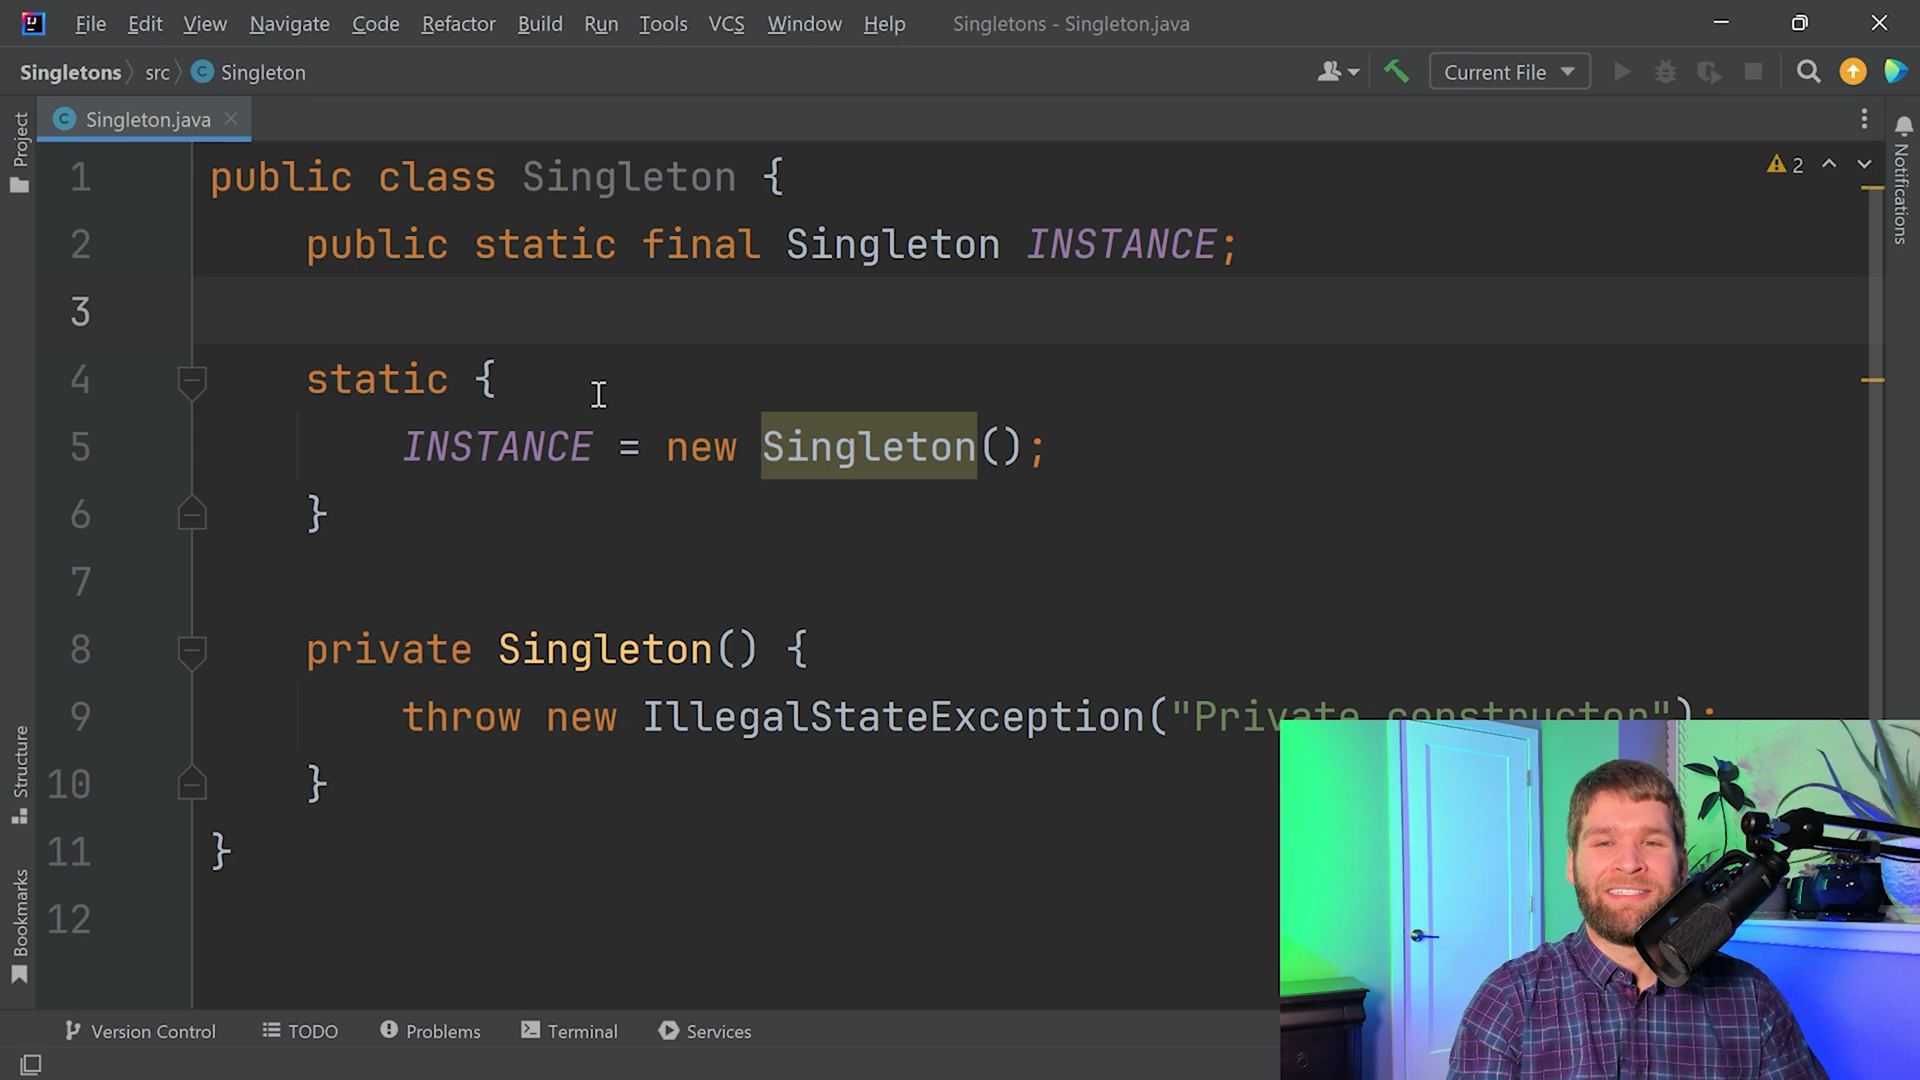 File Edit View Navigate Code Refactor Build Run Tools VCS Window Help Singletons - Singleton.java
Singletons src Singleton Current File
Project
Singleton.java
Notifications
2
1 public class Singleton {
2 public static final Singleton INSTANCE;
3
4 static {
5 INSTANCE = new Singleton();
6 }
7
8 private Singleton() {
9 throw new IllegalStateException("Private constructor");
10 }
11 }
12
Structure
Bookmarks
Version Control TODO Problems Terminal Services